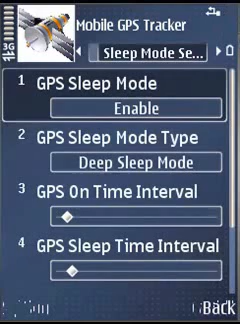 Mobile GPS Tracker
3G
Sleep Mode Se...
1 GPS Sleep Mode
Enable
2 GPS Sleep Mode Type
Deep Sleep Mode
3 GPS On Time Interval
4 GPS Sleep Time Interval
Back